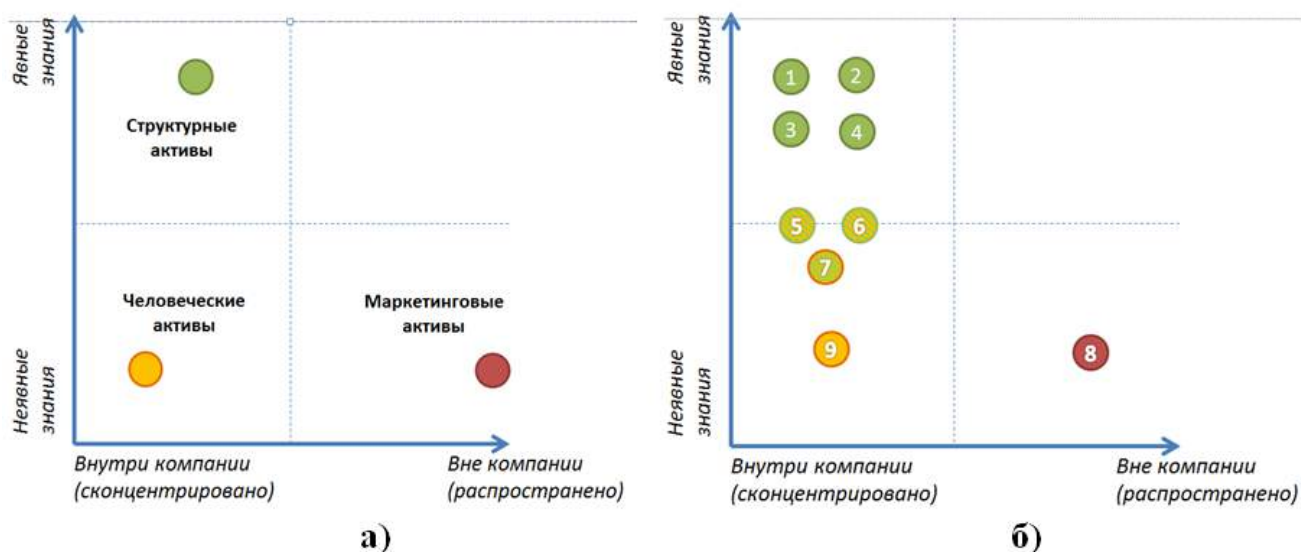 Явные
знания
Структурные
активы
Человеческие
активы
Маркетинговые
активы
Неявные
знания
Внутри компании
(сконцентрировано)
Вне компании
(распространено)
а)
Явные
знания
1
2
3
4
5
6
7
9
8
Неявные
знания
Внутри компании
(сконцентрировано)
Вне компании
(распространено)
б)